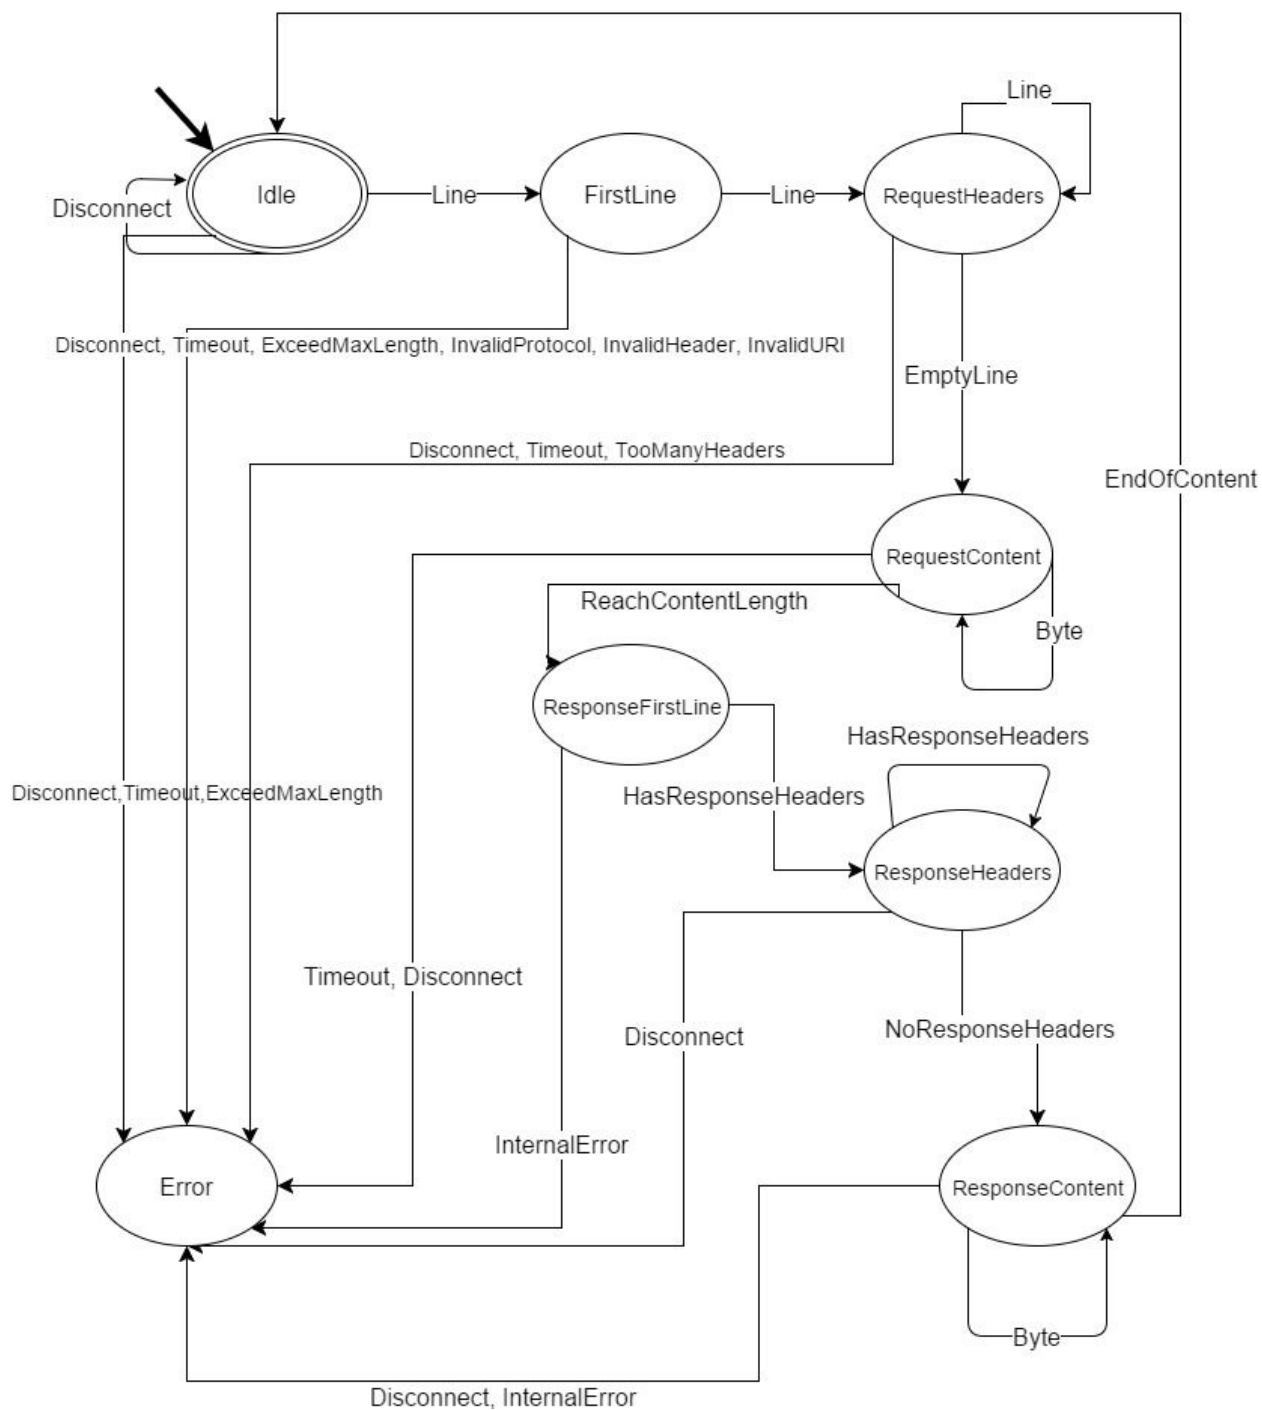 Line
Idle
Line
FirstLine
Line
RequestHeaders
Disconnect
Disconnect, Timeout, ExceedMaxLength, InvalidProtocol, InvalidHeader, InvalidURI
EmptyLine
Disconnect, Timeout, TooManyHeaders
EndOfContent
RequestContent
ReachContentLength
Byte
ResponseFirstLine
HasResponseHeaders
Disconnect,Timeout,ExceedMaxLength
HasResponseHeaders
ResponseHeaders
Timeout, Disconnect
Disconnect
NoResponseHeaders
InternalError
Error
ResponseContent
Byte
Disconnect, InternalError